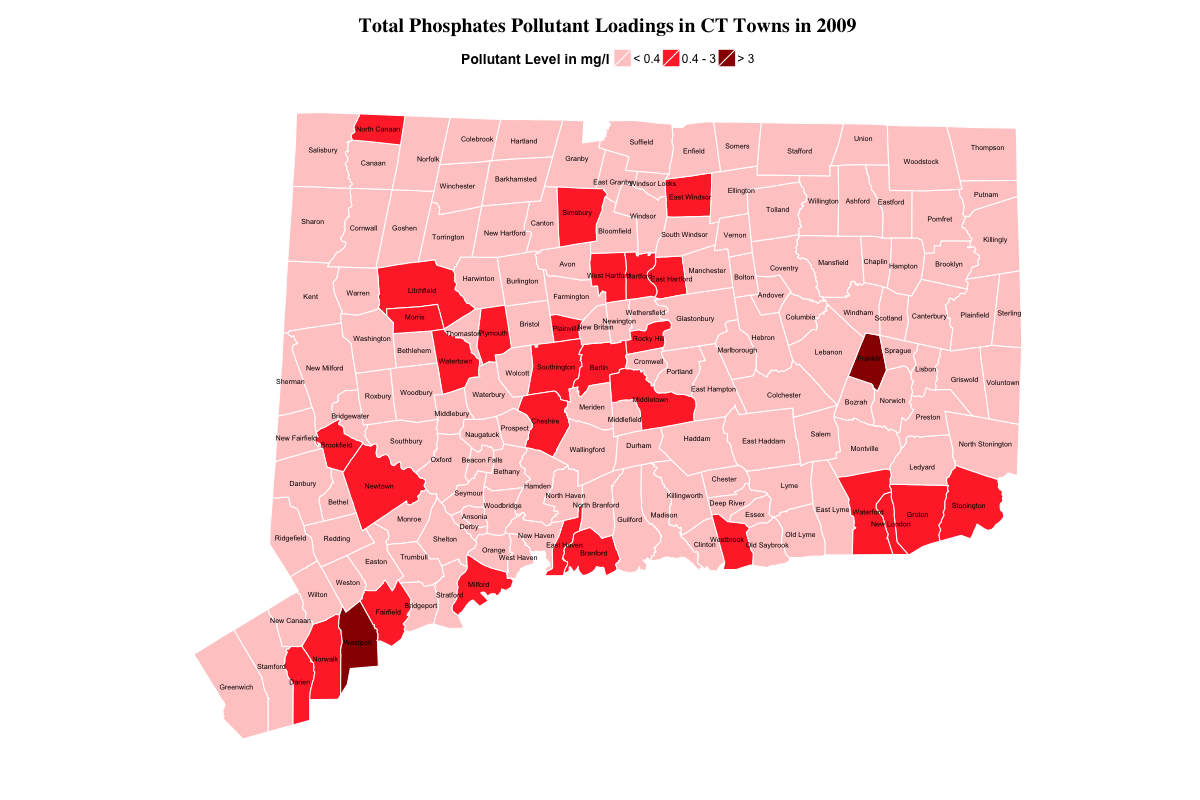 Total Phosphates Pollutant Loadings in CT Towns in 2009
Pollutant Level in mg/l < 0.4 0.4 - 3 > 3
North Canaan
Salisbury
Canaan
Norfolk
Colebrook
Hartland
Granby
Suffield
Enfield
Somers
Stafford
Union
Woodstock
Thompson
Winchester
Barkhamsted
East Granby
Windsor Locks
East Windsor
Ellington
Tolland
Willington
Ashford
Eastford
Putnam
Pomfret
Sharon
Cornwall
Goshen
Torrington
New Hartford
Canton
Simsbury
Bloomfield
Windsor
South Windsor
Vernon
Killingly
Kent
Warren
Litchfield
Harwinton
Burlington
Avon
Farmington
West Hartford
Hartford
East Hartford
Manchester
Bolton
Coventry
Mansfield
Chaplin
Hampton
Brooklyn
Andover
Morris
Washington
Bethlehem
Thomaston
Plymouth
Bristol
Plainville
New Britain
Newington
Wethersfield
Glastonbury
Rocky Hill
Columbia
Windham
Scotland
Canterbury
Plainfield
Sterling
Hebron
Marlborough
Lebanon
Franklin
Sprague
Lisbon
Griswold
Voluntown
New Milford
Sherman
Roxbury
Woodbury
Watertown
Wolcott
Southington
Berlin
Cromwell
Portland
East Hampton
Colchester
Bozrah
Norwich
Preston
Waterbury
Middlebury
Bridgewater
Cheshire
Meriden
Middletown
Middlefield
New Fairfield
Brookfield
Southbury
Naugatuck
Prospect
Wallingford
Durham
Haddam
East Haddam
Salem
Montville
North Stonington
Ledyard
Oxford
Beacon Falls
Bethany
Danbury
Bethel
Newtown
Seymour
Woodbridge
Hamden
North Haven
North Branford
Guilford
Madison
Killingworth
Chester
Deep River
Essex
Lyme
East Lyme
Waterford
New London
Groton
Stonington
Ridgefield
Redding
Monroe
Ansonia
Derby
Shelton
Orange
New Haven
West Haven
East Haven
Branford
Clinton
Westbrook
Old Saybrook
Old Lyme
Easton
Trumbull
Weston
Wilton
Milford
Stratford
Bridgeport
Fairfield
New Canaan
Westport
Norwalk
Darien
Stamford
Greenwich